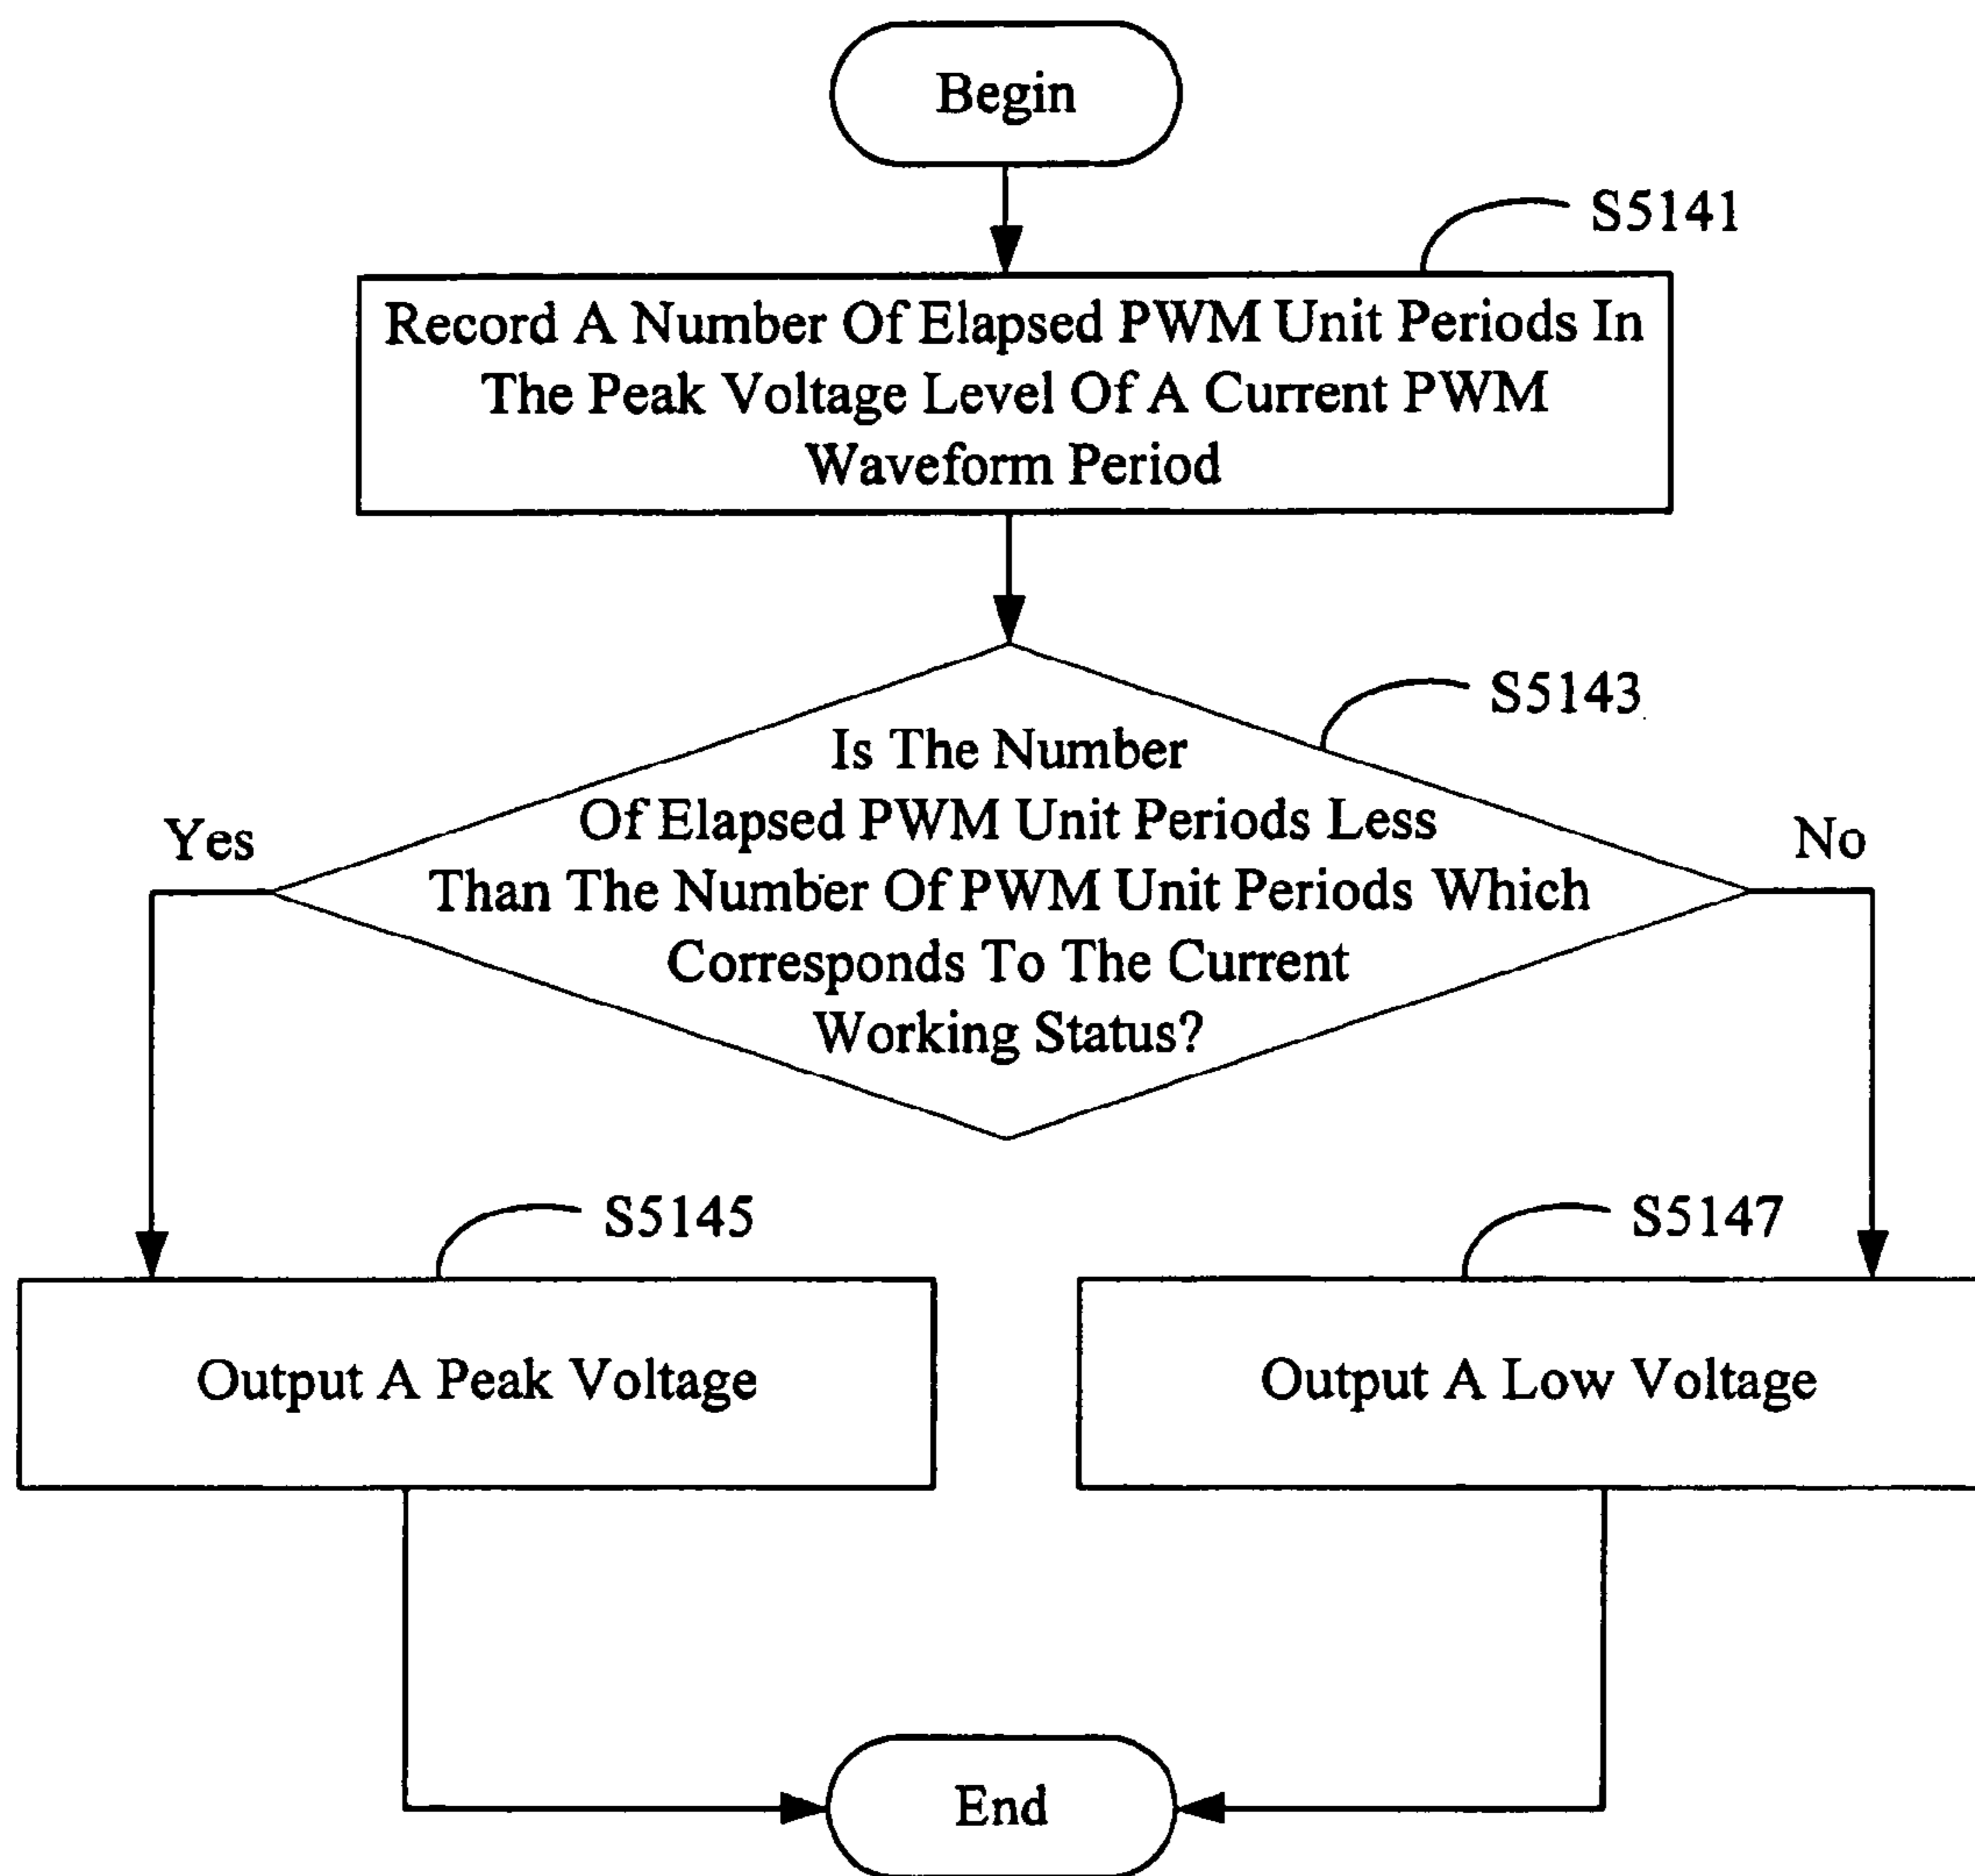 Begin
S5141
Record A Number Of Elapsed PWM Unit Periods In
The Peak Voltage Level Of A Current PWM
Waveform Period
S5143
Is The Number
Of Elapsed PWM Unit Periods Less
Than The Number Of PWM Unit Periods Which
Corresponds To The Current
Working Status?
Yes
No
S5145
S5147
Output A Peak Voltage
Output A Low Voltage
End